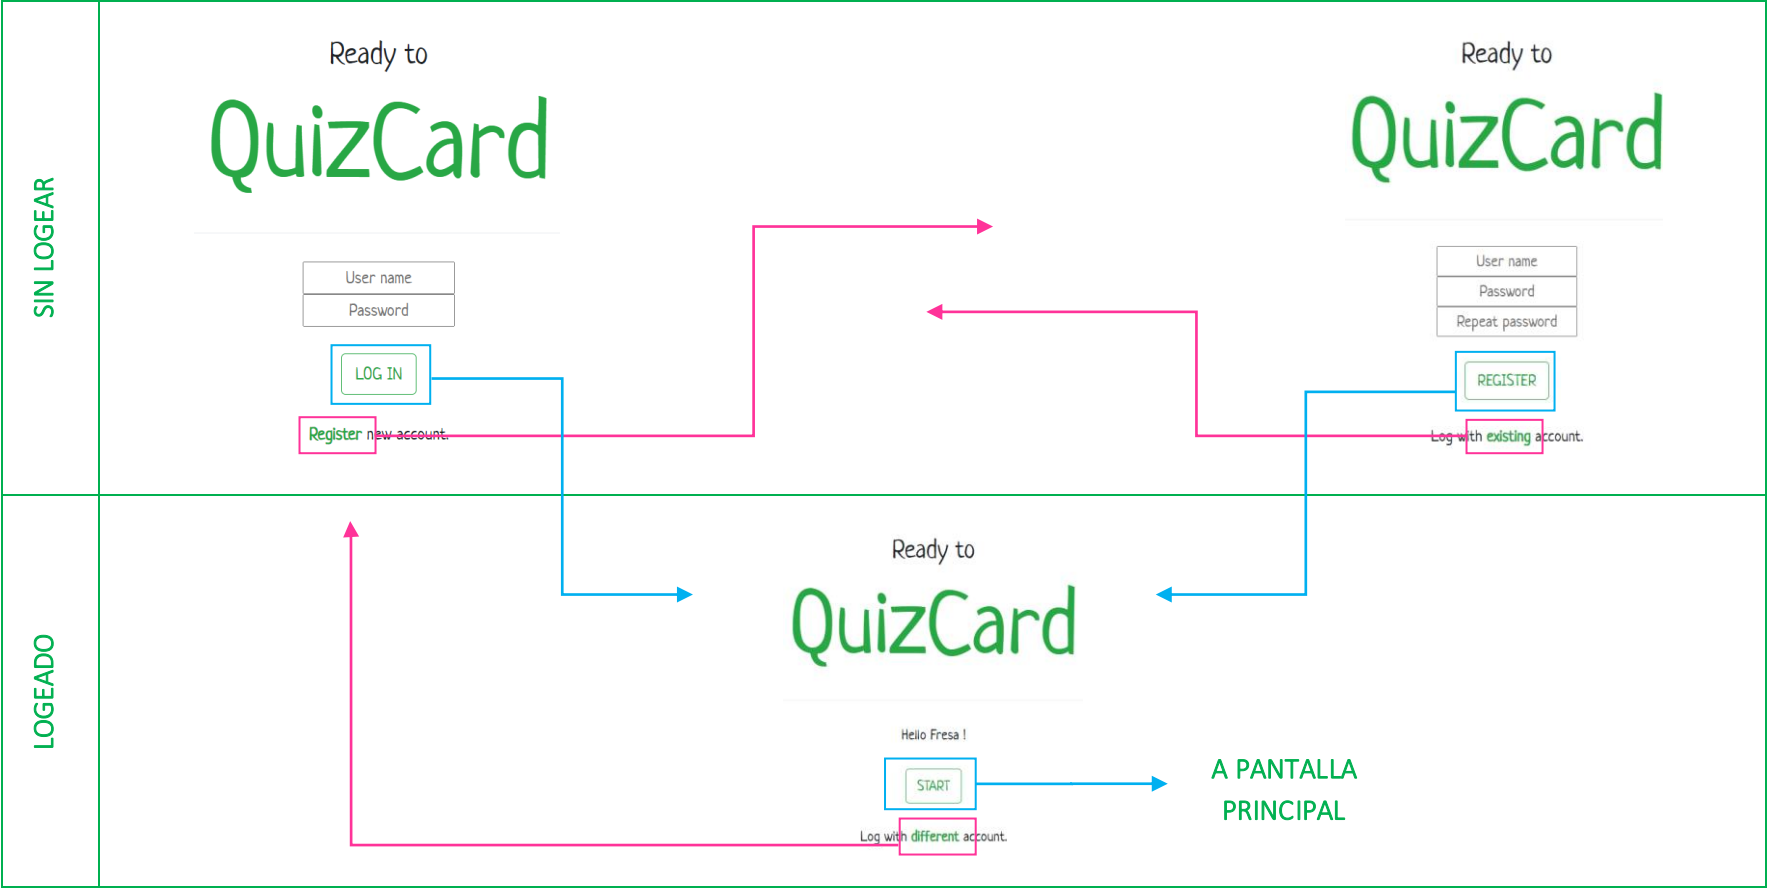 SIN LOGEAR
Ready to
QuizCard
User name
Password
LOG IN
Register new account.
Ready to
QuizCard
User name
Password
Repeat password
REGISTER
Log with existing account.
LOGEADO
Ready to
QuizCard
Hello Fresa !
START
Log with different account.
A PANTALLA
PRINCIPAL